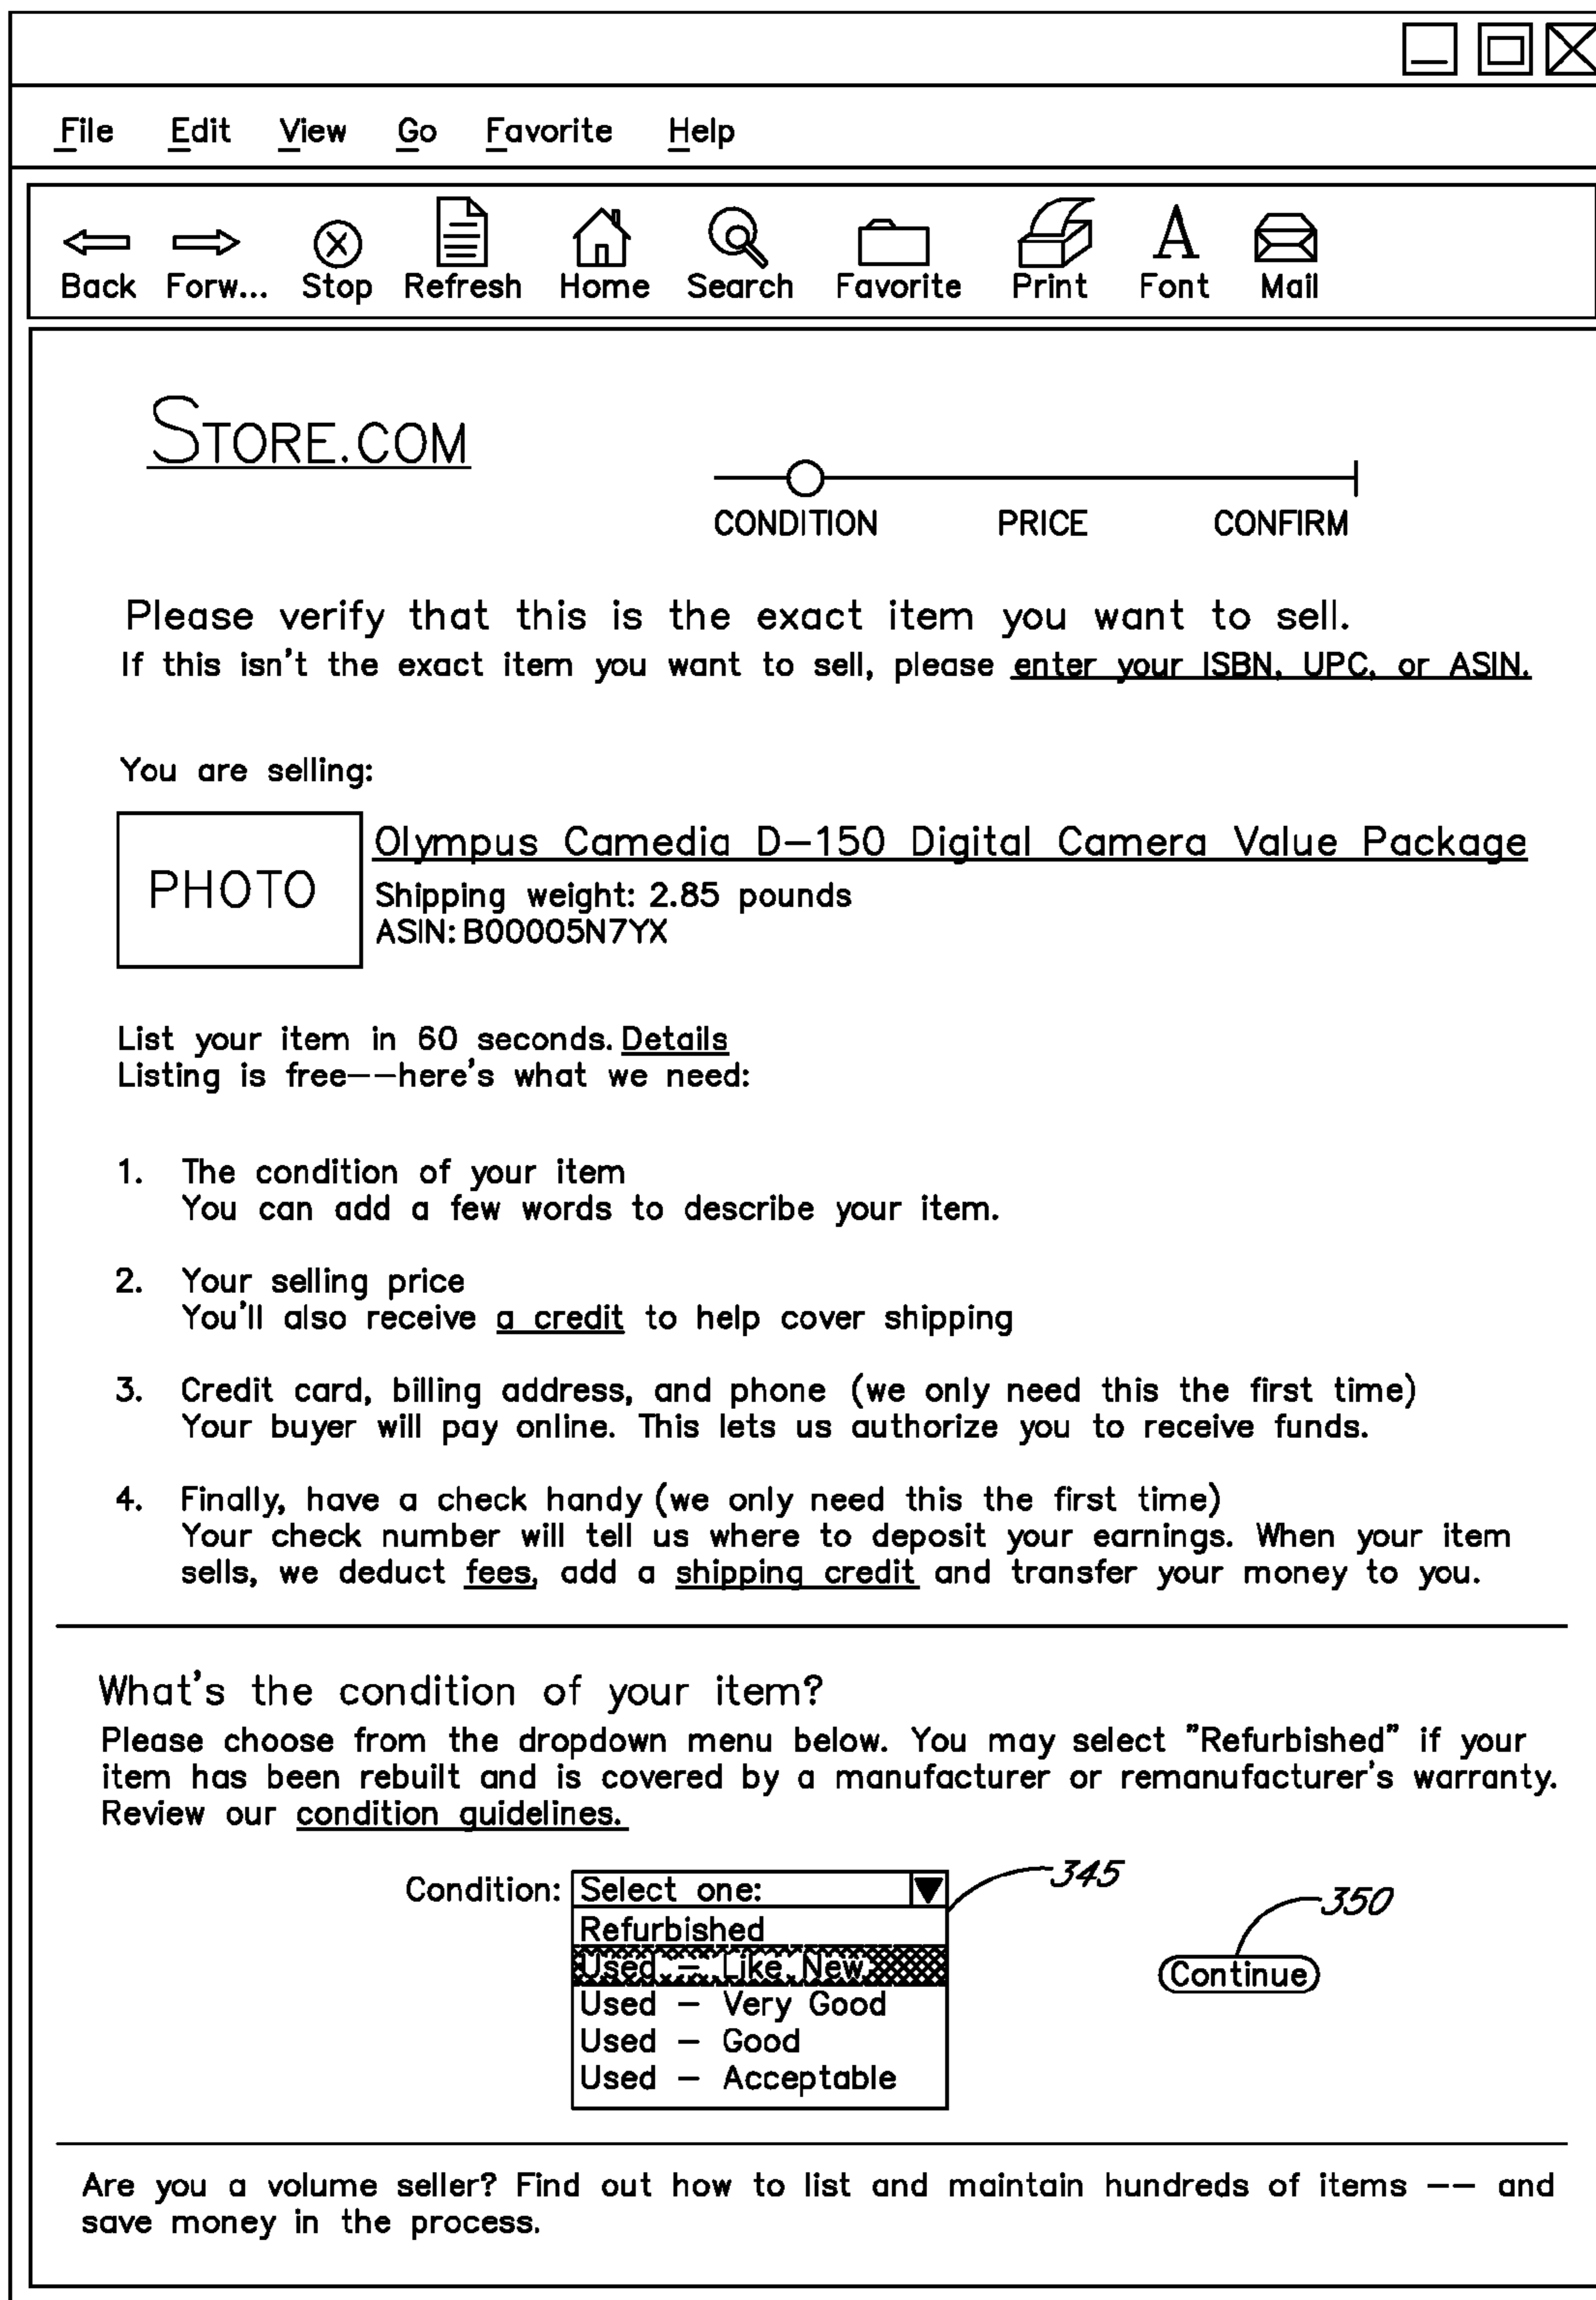 File Edit View Go Favorite Help
Back Forw... Stop Refresh Home Search Favorite Print Font Mail
STORE.COM
CONDITION PRICE CONFIRM
Please verify that this is the exact item you want to sell.
If this isn't the exact item you want to sell, please enter your ISBN, UPC, or ASIN.
You are selling:
PHOTO
Olympus Camedia D-150 Digital Camera Value Package
Shipping weight: 2.85 pounds
ASIN: B00005N7YX
List your item in 60 seconds. Details
Listing is free--here's what we need:
1. The condition of your item
You can add a few words to describe your item.
2. Your selling price
You'll also receive a credit to help cover shipping
3. Credit card, billing address, and phone (we only need this the first time)
Your buyer will pay online. This lets us authorize you to receive funds.
4. Finally, have a check handy (we only need this the first time)
Your check number will tell us where to deposit your earnings. When your item
sells, we deduct fees, add a shipping credit and transfer your money to you.
What's the condition of your item?
Please choose from the dropdown menu below. You may select "Refurbished" if your
item has been rebuilt and is covered by a manufacturer or remanufacturer's warranty.
Review our condition guidelines.
Condition: Select one:
345
Refurbished
350
Used - Like New
Continue
Used - Very Good
Used - Good
Used - Acceptable
Are you a volume seller? Find out how to list and maintain hundreds of items -- and
save money in the process.